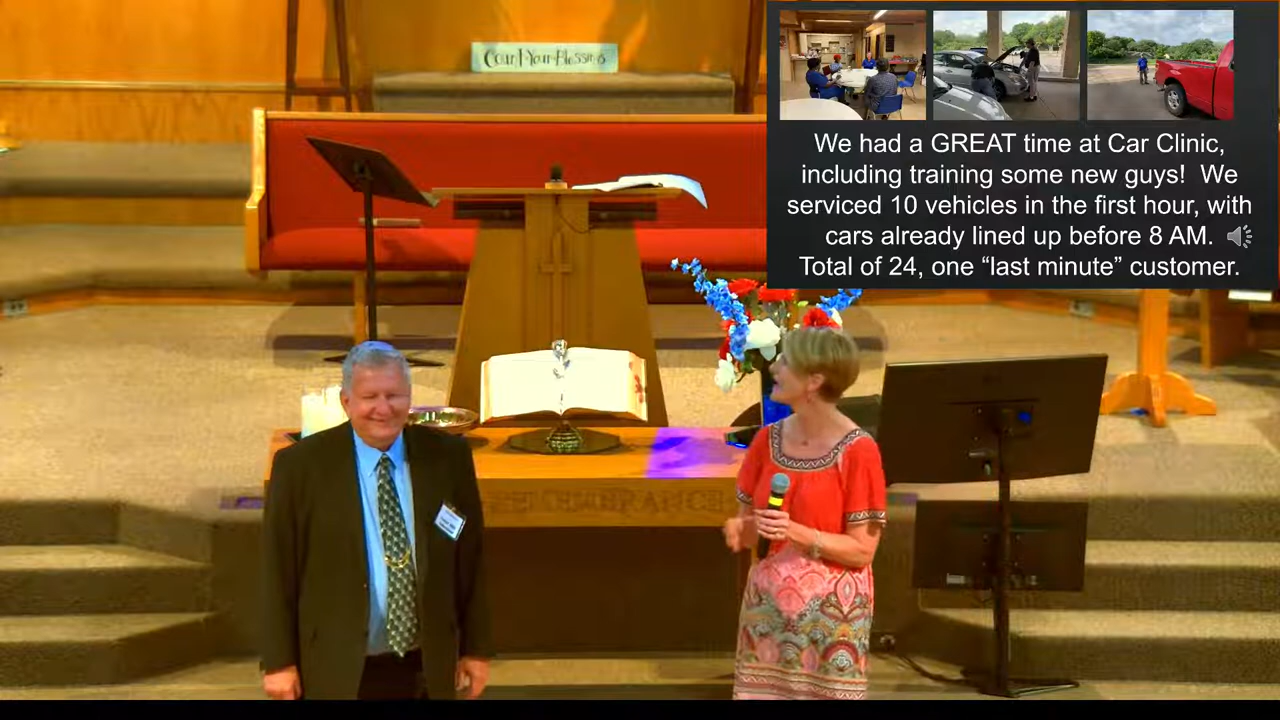 Count Your Blessings
We had a GREAT time at Car Clinic,
including training some new guys!  We
serviced 10 vehicles in the first hour, with
cars already lined up before 8 AM.
Total of 24, one “last minute” customer.
REMEMBRANCE